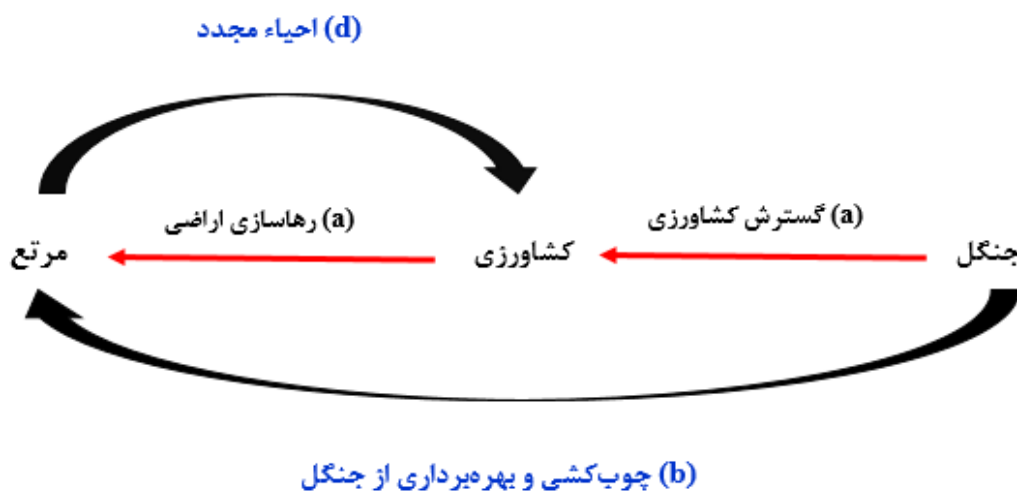 (d) احیاء مجدد
(a) گسترش کشاورزی
(a) رهاسازی اراضی
جنگل
کشاورزی
مرتع
(b) چوب‌کشی و بهره‌برداری از جنگل